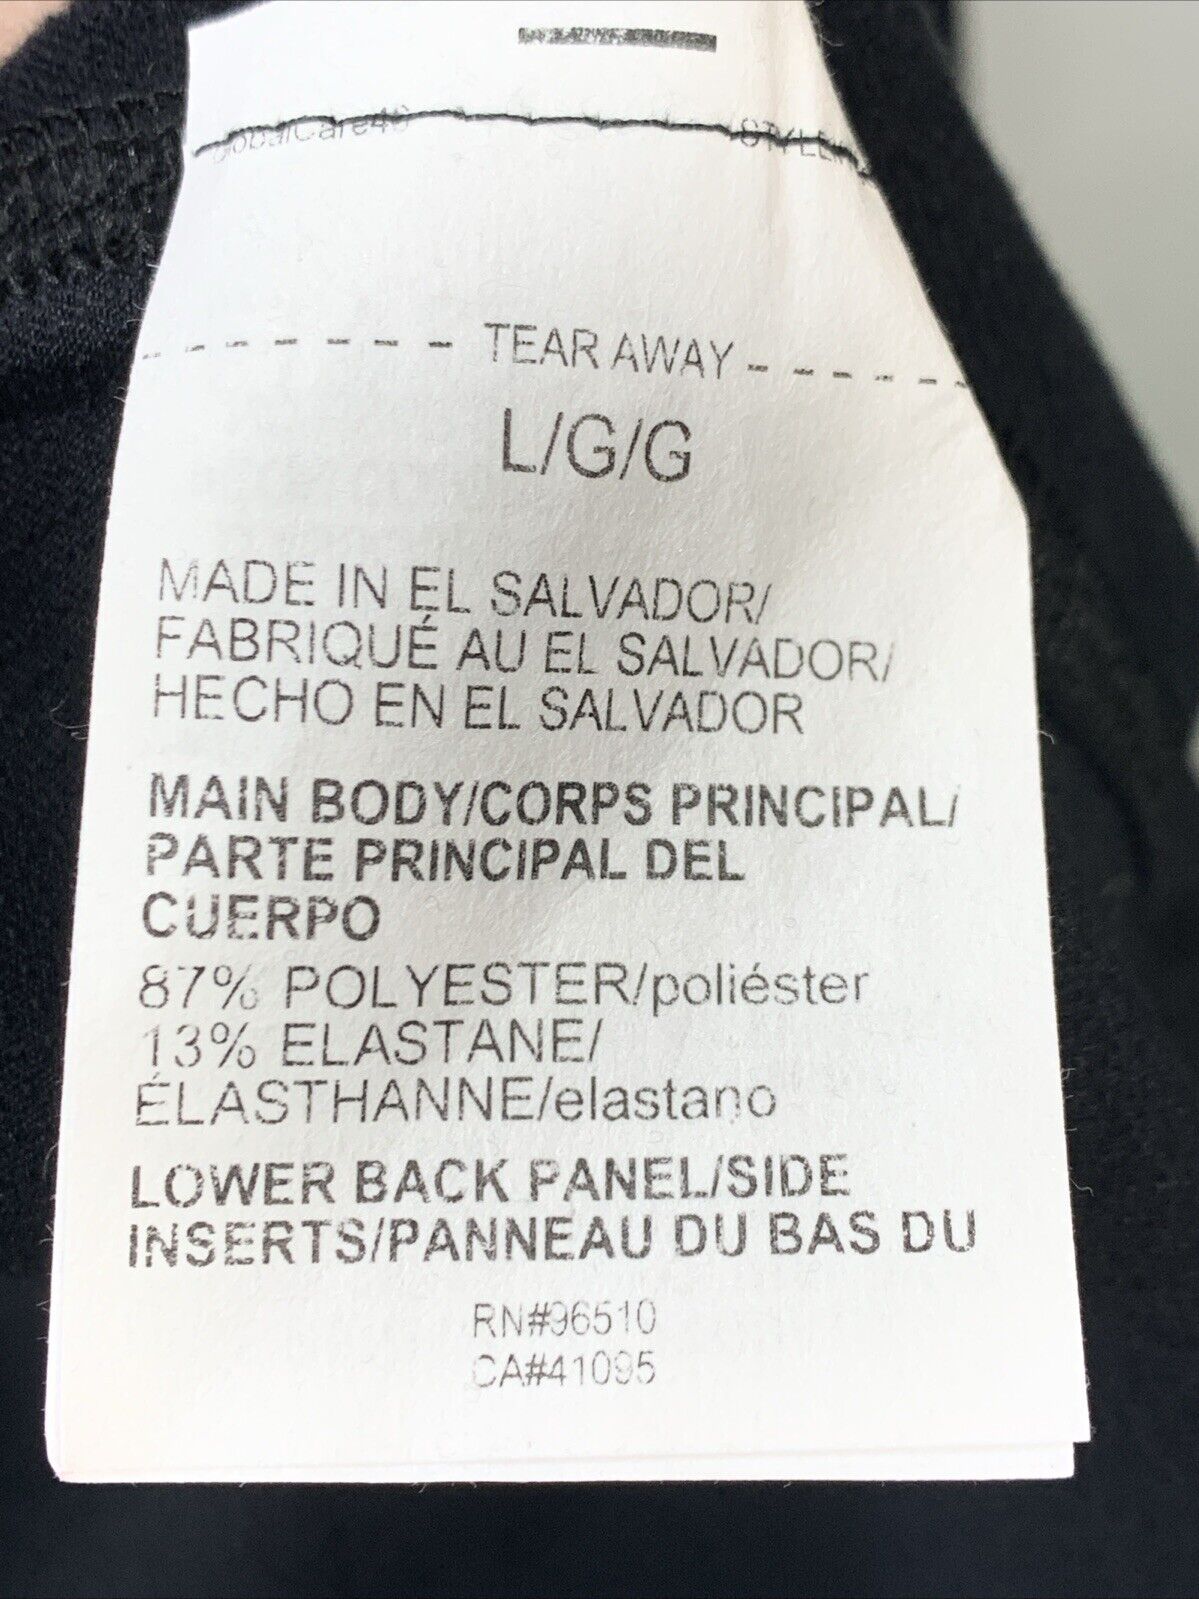 TEAR AWAY
L/G/G
MADE IN EL SALVADOR/
FABRIQUÉ AU EL SALVADOR/
HECHO EN EL SALVADOR
MAIN BODY/CORPS PRINCIPAL/
PARTE PRINCIPAL DEL
CUERPO
87% POLYESTER/poliéster
13% ELASTANE/
ÉLASTHANNE/elastano
LOWER BACK PANEL/SIDE
INSERTS/PANNEAU DU BAS DU
RN#96510
CA#41095